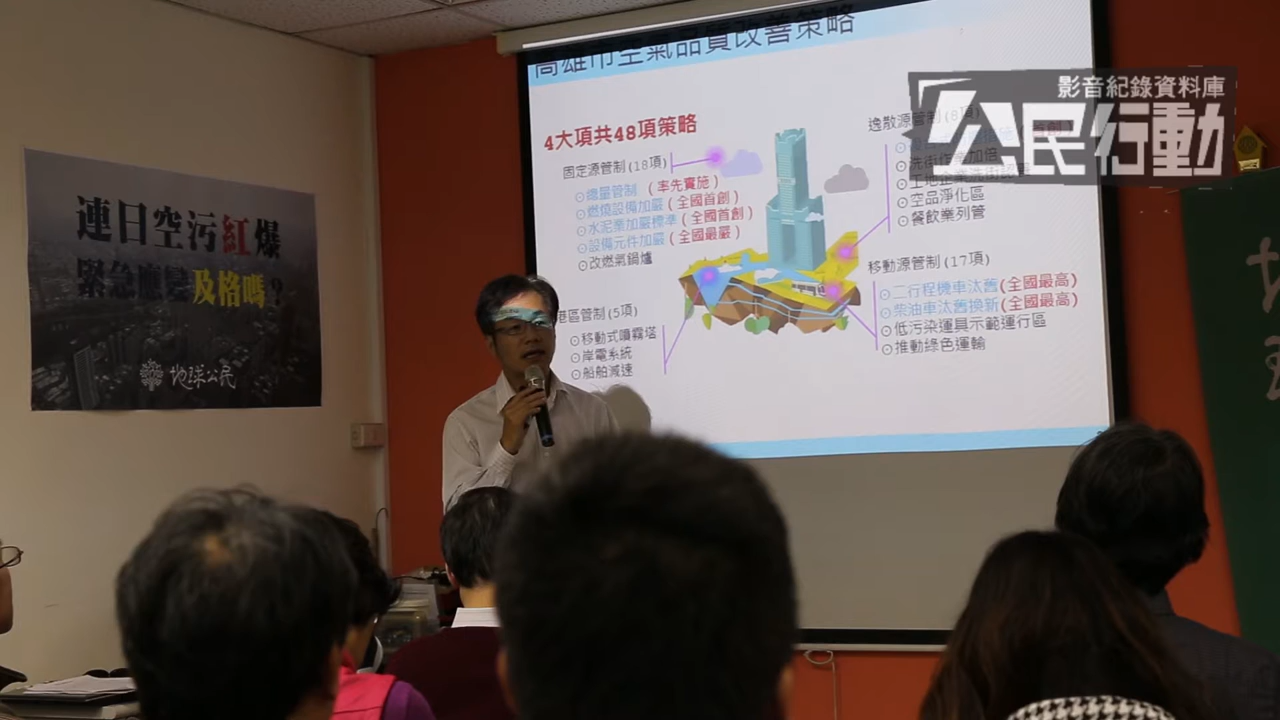 連日空污紅爆
緊急應變及格嗎?
地球公民
高雄市空氣品質改善策略
4大項共48項策略
固定源管制(18項)
⊙總量管制 (率先實施)
⊙燃燒設備加嚴(全國首創)
⊙水泥業加嚴標準(全國首創)
⊙設備元件加嚴(全國最嚴)
⊙改燃氣鍋爐
港區管制(5項)
⊙移動式噴霧塔
⊙岸電系統
⊙船舶減速
逸散源管制(8項)
⊙洗街作業加倍
⊙空品淨化區
⊙餐飲業列管
移動源管制(17項)
⊙二行程機車汰舊(全國最高)
⊙柴油車汰舊換新(全國最高)
⊙低污染運具示範運行區
⊙推動綠色運輸
影音紀錄資料庫
公民行動